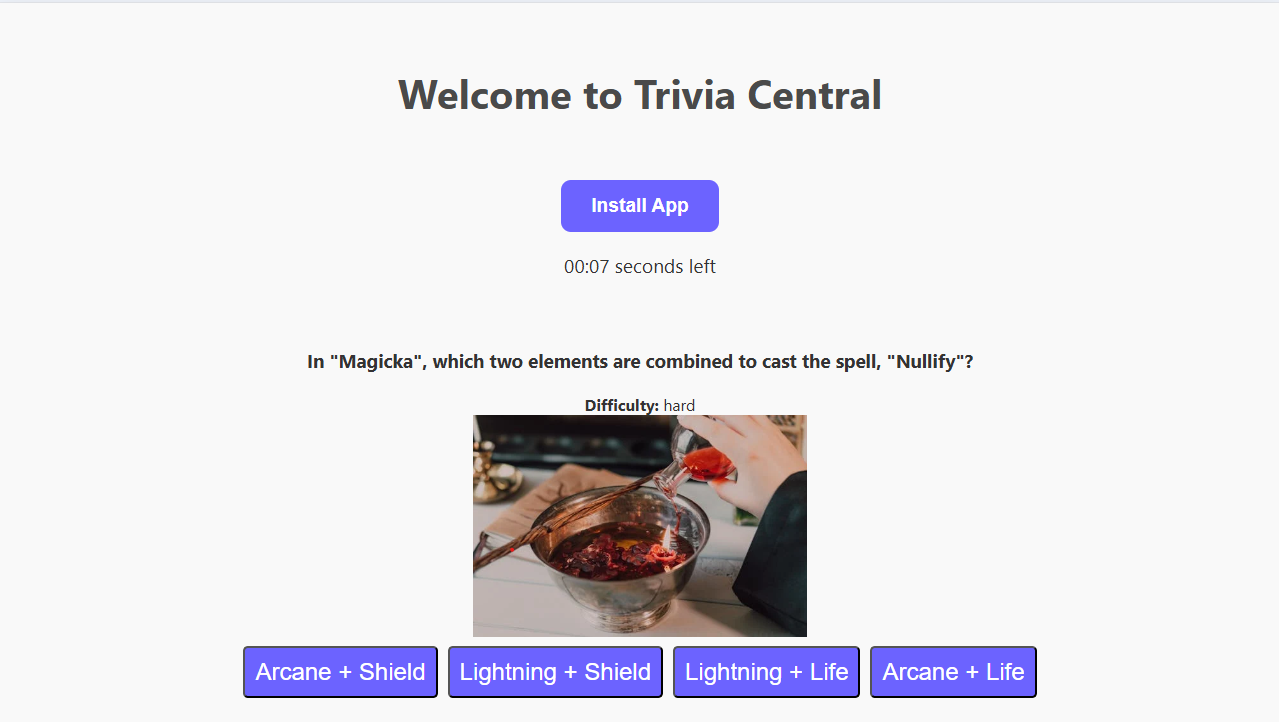 Welcome to Trivia Central
Install App
00:07 seconds left
In "Magicka", which two elements are combined to cast the spell, "Nullify"?
Difficulty: hard
Arcane + Shield
Lightning + Shield
Lightning + Life
Arcane + Life